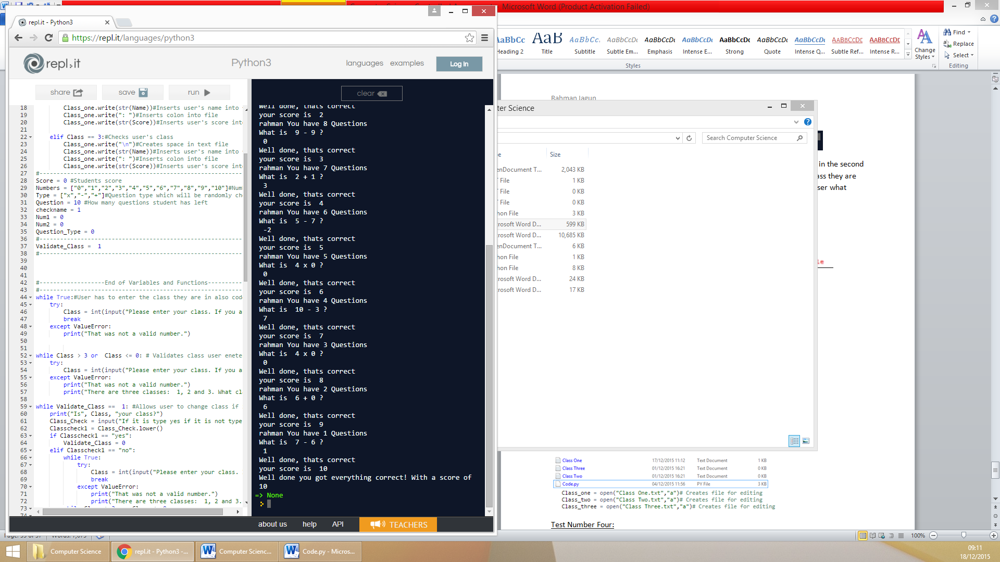 Microsoft Word (Product Activation Failed)
repl.it - Python3
https://repl.it/languages/python3
repl.it
Python3
languages
examples
Log In
share
save
run
clear
18 Class_one.write(str(Name))#Inserts user's name into
19 Class_one.write(": ")#Inserts colon into file
20 Class_one.write(str(Score))#Inserts user's score int
21
22 elif Class == 3:#Checks user's class
23 Class_one.write("\n")#Creates space in text file
24 Class_one.write(str(Name))#Inserts user's name into
25 Class_one.write(": ")#Inserts colon into file
26 Class_one.write(str(Score))#Inserts user's score int
27 #------------------------------------------------------------
28 Score = 0 #Students score
29 Numbers = ["0","1","2","3","4","5","6","7","8","9","10"]#Num
30 Type = ["x","-","+"]#Question type which will be randomly ch
31 Question = 10 #How many questions student has left
32 checkname = 1
33 Num1 = 0
34 Num2 = 0
35 Question_Type = 0
36 #------------------------------------------------------------
37 Validate_Class =  1
38 #------------------------------------------------------------
39
40
41
42 #-------------------End of Variables and Functions----------
43 #------------------------------------------------------------
44 while True:#User has to enter the class they are in also cod
45 try:
46 Class = int(input("Please enter your class. If you a
47 break
48 except ValueError:
49 print("That was not a valid number.")
50
51
52 while Class > 3 or  Class <= 0: # Validates class user enete
53 try:
54 Class = int(input("Please enter your class. If you a
55 except ValueError:
56 print("That was not a valid number.")
57 print("There are three classes:  1, 2 and 3. What cl
58
59 while Validate_Class ==  1: #Allows user to change class if
60 print("Is", Class, "your class?")
61 Class_Check = input("If it is type yes if it is not type
62 Classcheck1 = Class_Check.lower()
63 if Classcheck1 == "yes":
64 Validate_Class = 0
65 elif Classcheck1 == "no":
66 while True:
67 try:
68 Class = int(input("Please enter your class.
69 break
70 except ValueError:
71 print("That was not a valid number.")
72 print("There are three classes:  1, 2 and 3.
73
74
Well done, thats correct
your score is  2
rahman You have 8 Questions
What is  9 - 9 ?
0
Well done, thats correct
your score is  3
rahman You have 7 Questions
What is  2 + 1 ?
3
Well done, thats correct
your score is  4
rahman You have 6 Questions
What is  5 - 7 ?
-2
Well done, thats correct
your score is  5
rahman You have 5 Questions
What is  4 x 0 ?
0
Well done, thats correct
your score is  6
rahman You have 4 Questions
What is  10 - 3 ?
7
Well done, thats correct
your score is  7
rahman You have 3 Questions
What is  4 x 0 ?
0
Well done, thats correct
your score is  8
rahman You have 2 Questions
What is  6 + 0 ?
6
Well done, thats correct
your score is  9
rahman You have 1 Questions
What is  7 - 6 ?
1
Well done, thats correct
your score is  10
Well done you got everything correct! With a score of
10
=> None
about us
help
API
TEACHERS
AaBbCc AaB AaBbCc. AaBbCcDc AaBbCcDc AaBbCcDc AaBbCcDc AaBbCcDc AaBbCcDc AABBCCDC AABBCCDC
Heading 2 Title Subtitle Subtle Em... Emphasis Intense E... Strong Quote Intense Q... Subtle Ref... Intense R...
Change Styles
Styles
Find
Replace
Select
Editing
Rahman Jagun
ter Science
Search Computer Science
Size
enDocument T... 2,043 KB
File 1 KB
File 0 KB
File 0 KB
hon File 3 KB
crosoft Word D... 599 KB
crosoft Word D... 10,685 KB
enDocument T... 6 KB
hon File 1 KB
hon File 8 KB
crosoft Word D... 24 KB
crosoft Word D... 17 KB
in the second
ass they are
ser what
Class One 17/12/2015 11:12 Text Document 1 KB
Class Three 01/12/2015 16:21 Text Document 0 KB
Class Two 01/12/2015 16:21 Text Document 0 KB
Code.py 04/12/2015 11:56 PY File 3 KB
Class_one = open("Class One.txt","a")# Creates file for editing
Class_two = open("Class Two.txt","a")# Creates file for editing
Class_three = open("Class Three.txt","a")# Creates file for editing
Test Number Four:
100%
Computer Science
repl.it - Python3 -...
Computer Scienc...
Code.py - Micros...
09:11
18/12/2015